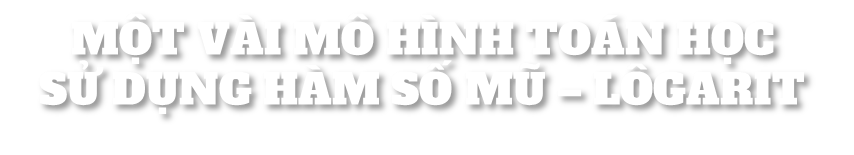 MỘT VÀI MÔ HÌNH TOÁN HỌC
SỬ DỤNG HÀM SỐ MŨ – LÔGARIT